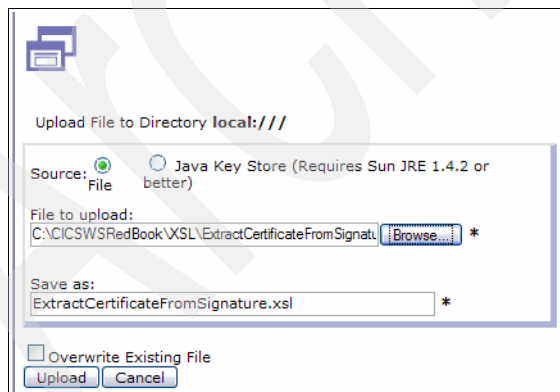 Upload File to Directory local:///
Source: File Java Key Store (Requires Sun JRE 1.4.2 or better)
File to upload:
C:\CICSWSRedBook\XSL\ExtractCertificateFromSignatu Browse... *
Save as:
ExtractCertificateFromSignature.xsl *
Overwrite Existing File
Upload Cancel